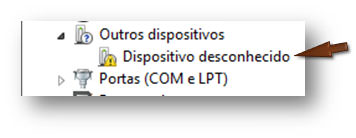 Outros dispositivos
Dispositivo desconhecido
Portas (COM e LPT)